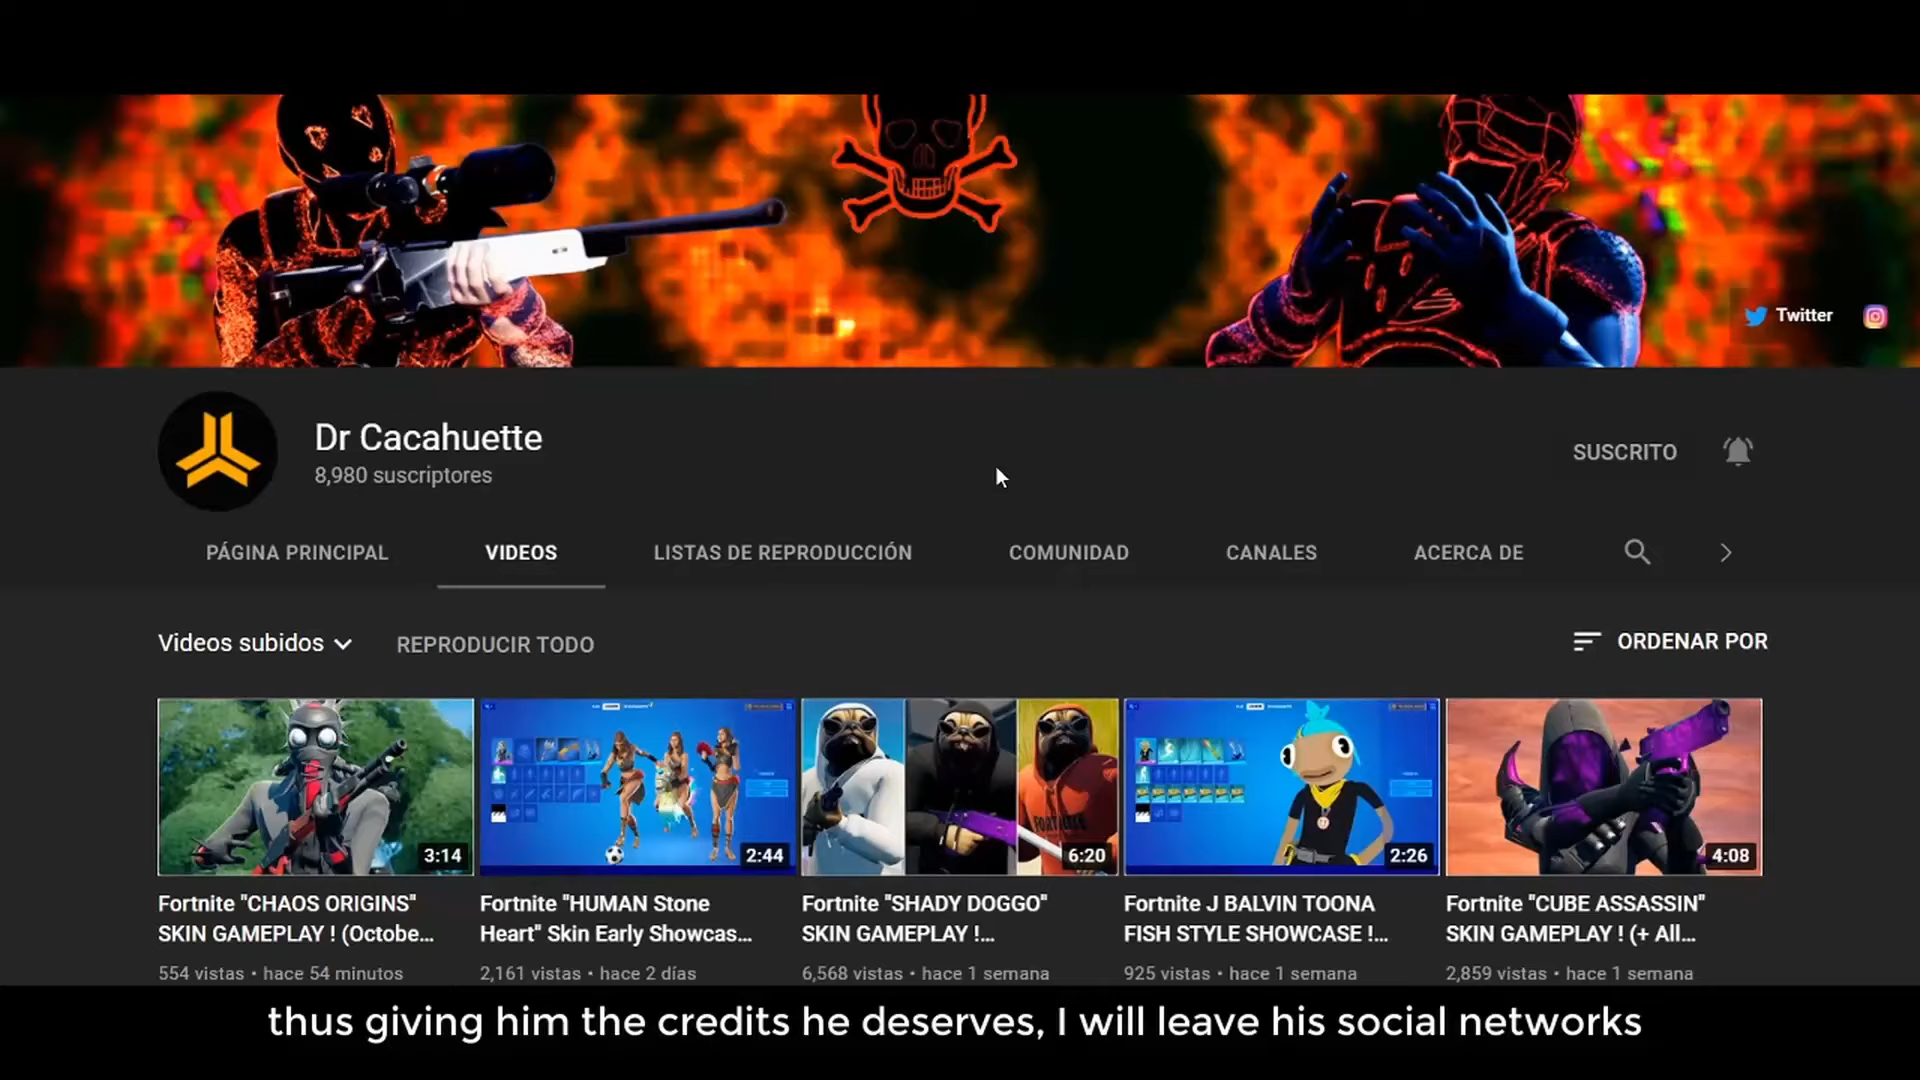 Twitter
Dr Cacahuette
8,980 suscriptores
SUSCRITO
PÁGINA PRINCIPAL
VIDEOS
LISTAS DE REPRODUCCIÓN
COMUNIDAD
CANALES
ACERCA DE
Videos subidos
REPRODUCIR TODO
ORDENAR POR
3:14
2:44
FORTNITE
6:20
2:26
4:08
Fortnite "CHAOS ORIGINS"
SKIN GAMEPLAY ! (Octobe...
554 vistas • hace 54 minutos
Fortnite "HUMAN Stone
Heart" Skin Early Showcas...
2,161 vistas • hace 2 días
Fortnite "SHADY DOGGO"
SKIN GAMEPLAY !...
6,568 vistas • hace 1 semana
Fortnite J BALVIN TOONA
FISH STYLE SHOWCASE !...
925 vistas • hace 1 semana
Fortnite "CUBE ASSASSIN"
SKIN GAMEPLAY ! (+ All...
2,859 vistas • hace 1 semana
thus giving him the credits he deserves, I will leave his social networks